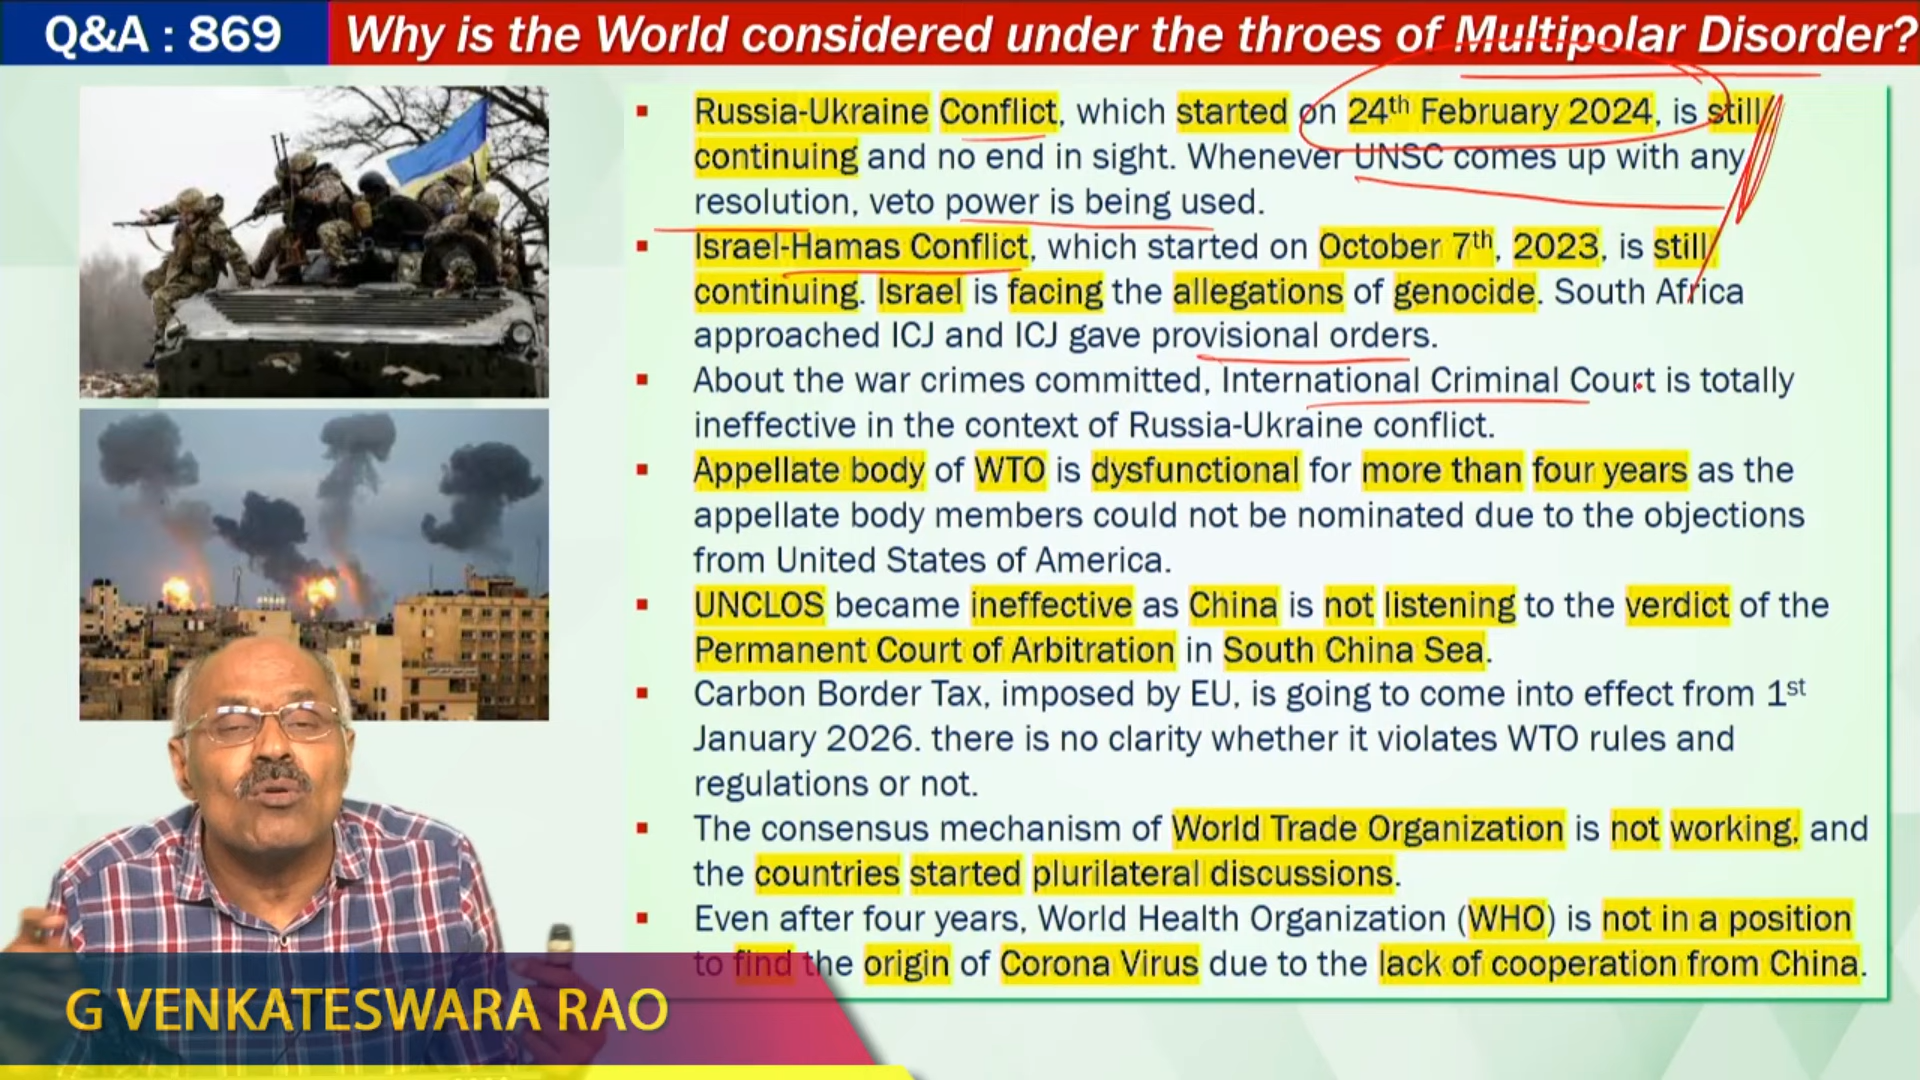 Q&A : 869
Why is the World considered under the throes of Multipolar Disorder?
▪ Russia-Ukraine Conflict, which started on 24th February 2024, is still
continuing and no end in sight. Whenever UNSC comes up with any
resolution, veto power is being used.
▪ Israel-Hamas Conflict, which started on October 7th, 2023, is still
continuing. Israel is facing the allegations of genocide. South Africa
approached ICJ and ICJ gave provisional orders.
▪ About the war crimes committed, International Criminal Court is totally
ineffective in the context of Russia-Ukraine conflict.
▪ Appellate body of WTO is dysfunctional for more than four years as the
appellate body members could not be nominated due to the objections
from United States of America.
▪ UNCLOS became ineffective as China is not listening to the verdict of the
Permanent Court of Arbitration in South China Sea.
▪ Carbon Border Tax, imposed by EU, is going to come into effect from 1st
January 2026. there is no clarity whether it violates WTO rules and
regulations or not.
▪ The consensus mechanism of World Trade Organization is not working, and
the countries started plurilateral discussions.
▪ Even after four years, World Health Organization (WHO) is not in a position
to find the origin of Corona Virus due to the lack of cooperation from China.
G VENKATESWARA RAO